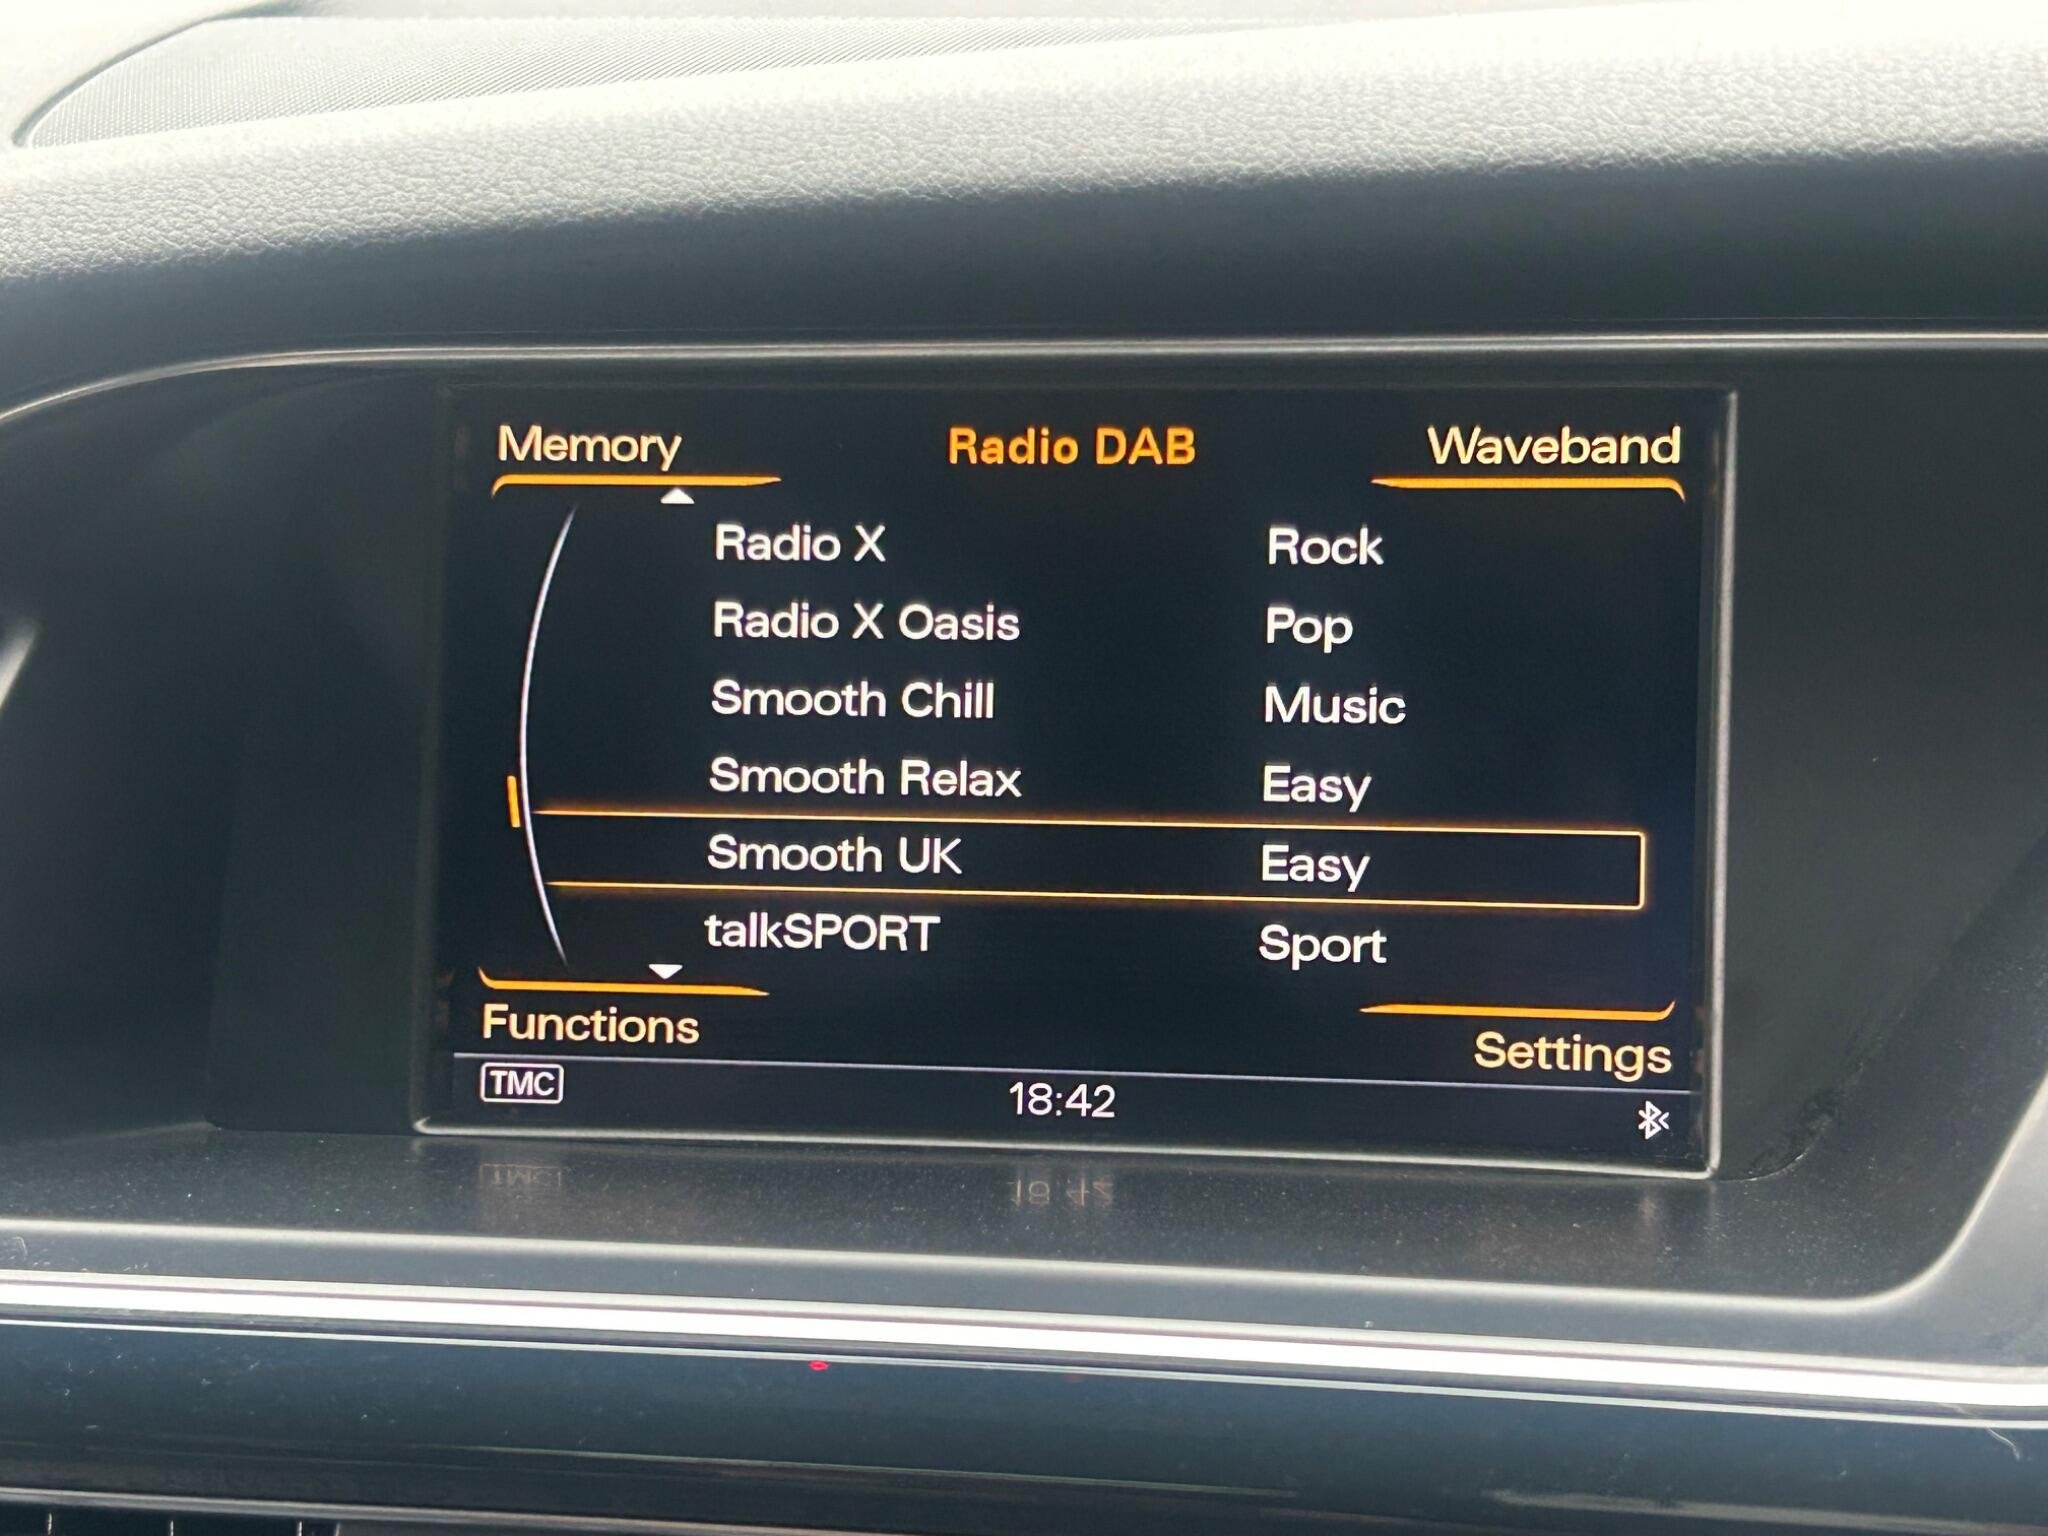 Memory Radio DAB Waveband
Radio X Rock
Radio X Oasis Pop
Smooth Chill Music
Smooth Relax Easy
Smooth UK Easy
talkSPORT Sport
Functions Settings
TMC 18:42